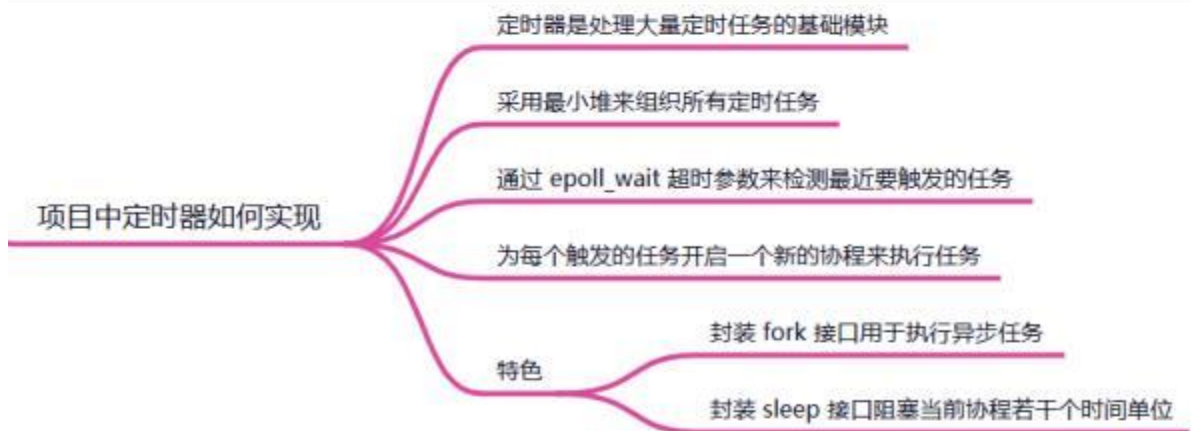 定时器是处理大量定时任务的基础模块
采用最小堆来组织所有定时任务
通过 epoll_wait 超时参数来检测最近要触发的任务
项目中定时器如何实现
为每个触发的任务开启一个新的协程来执行任务
封装 fork 接口用于执行异步任务
特色
封装 sleep 接口阻塞当前协程若干个时间单位